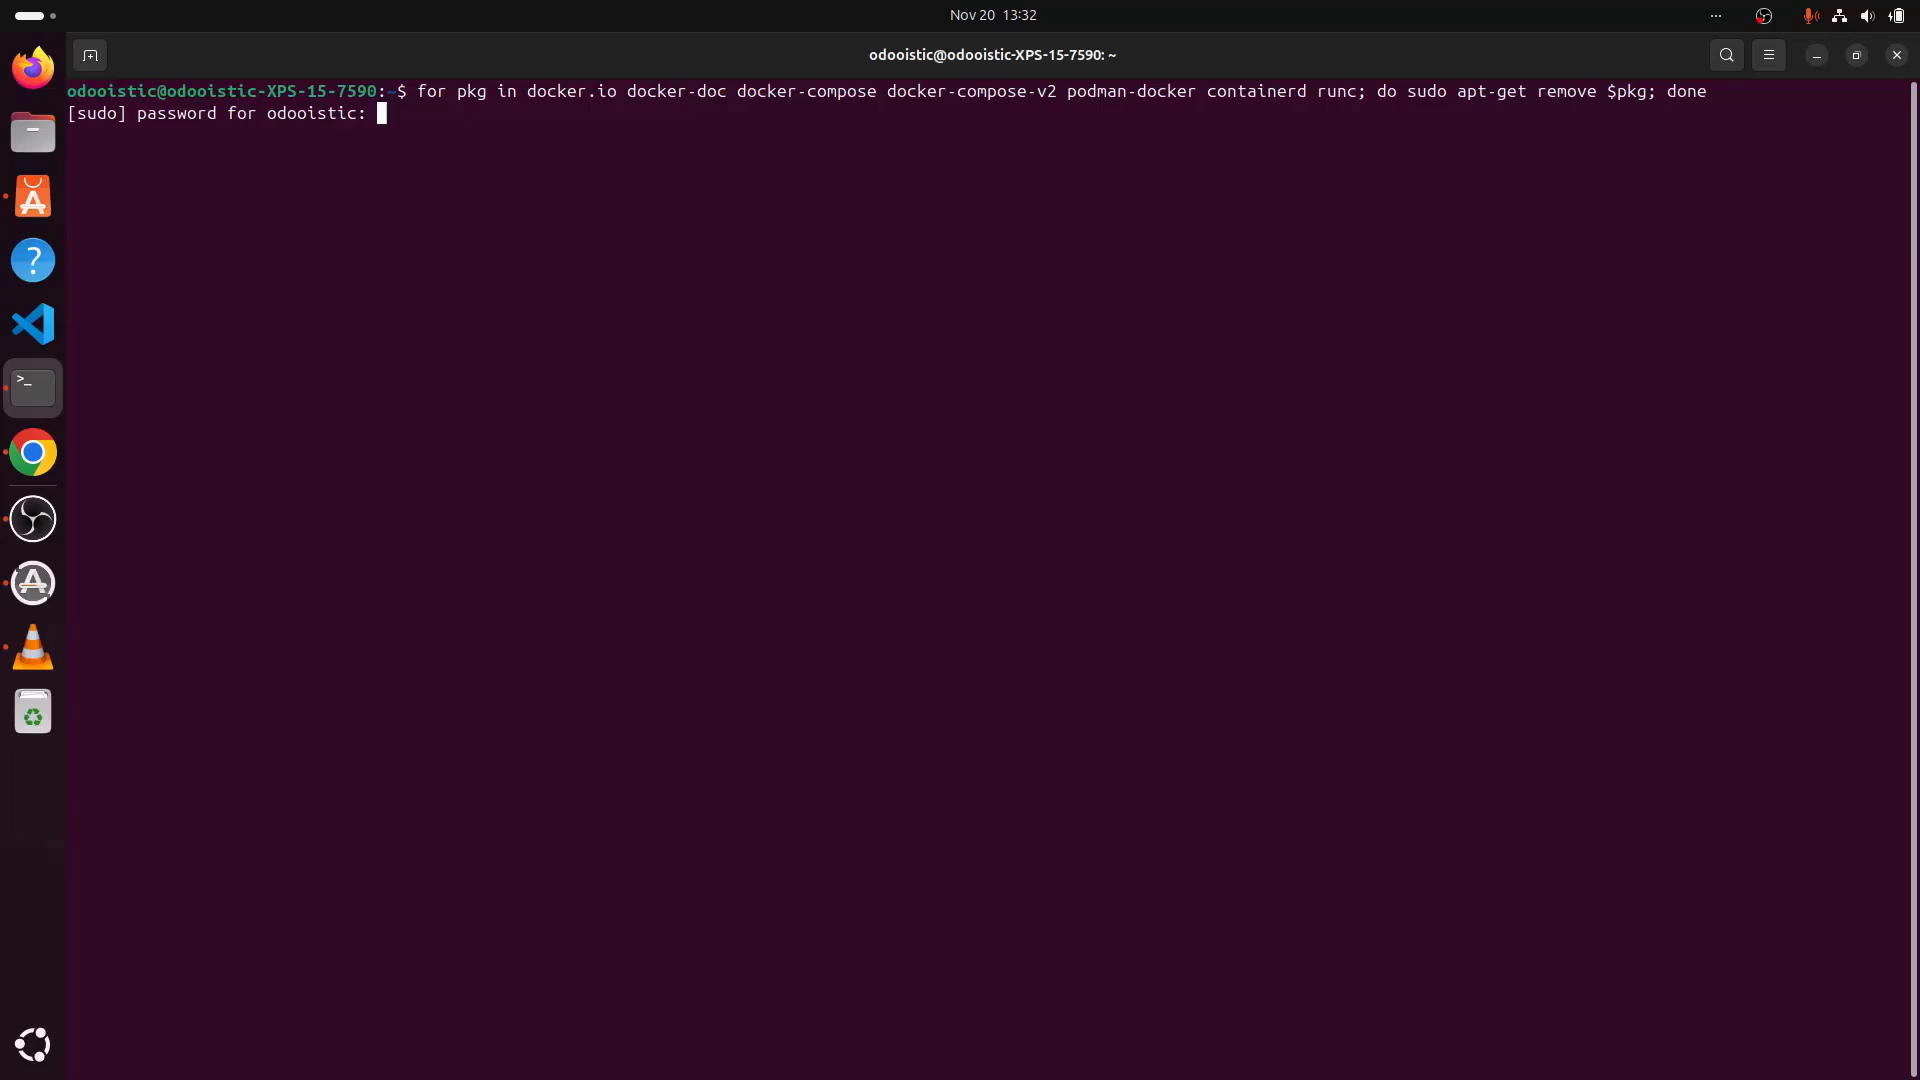 Nov 20 13:32
odooistic@odooistic-XPS-15-7590: ~
odooistic@odooistic-XPS-15-7590:~$ for pkg in docker.io docker-doc docker-compose docker-compose-v2 podman-docker containerd runc; do sudo apt-get remove $pkg; done
[sudo] password for odooistic: